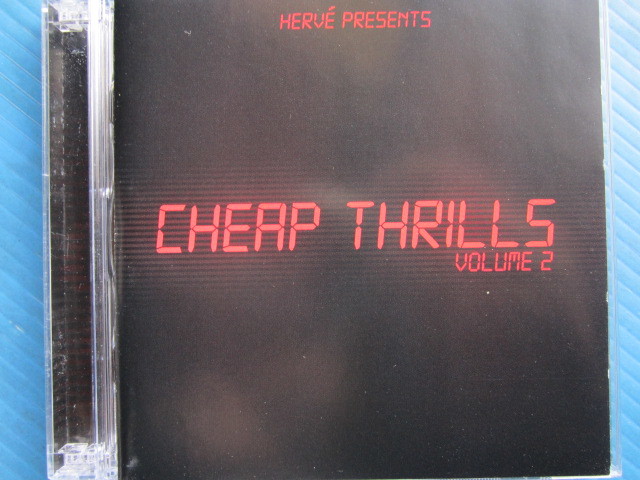 HERVÉ PRESENTS
CHEAP THRILLS
VOLUME 2